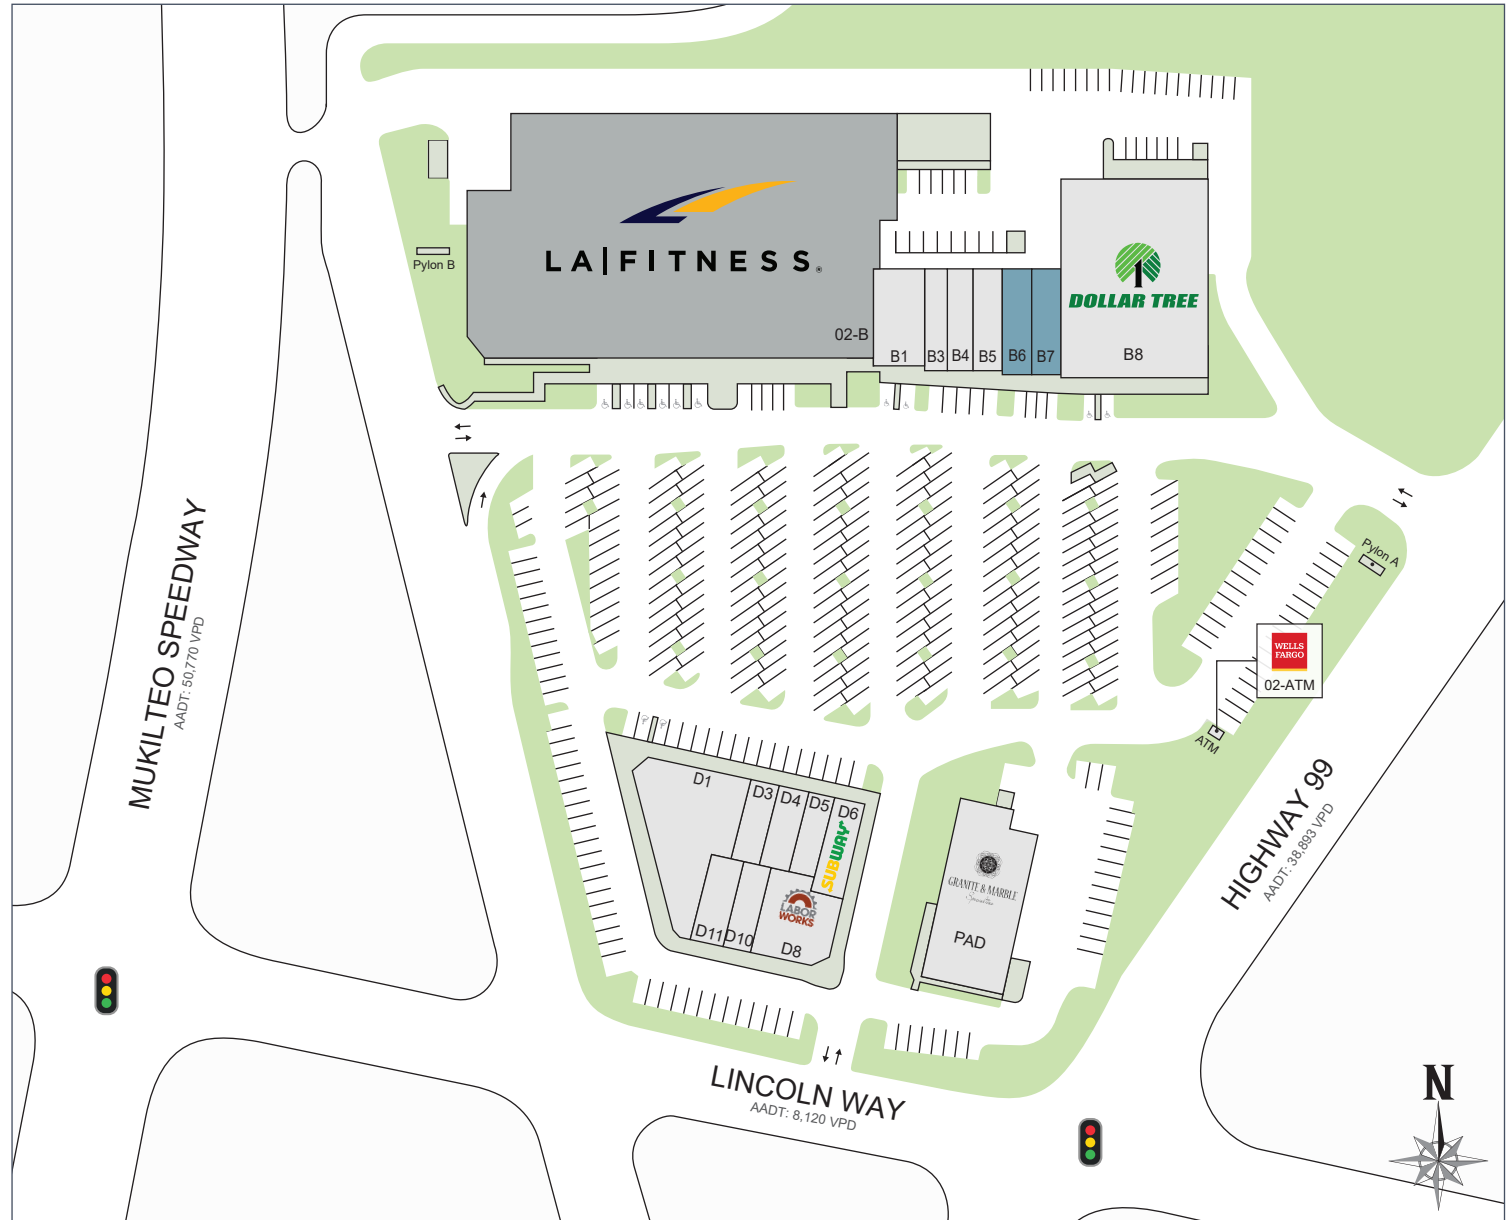 Pylon B
LA FITNESS®
02-B
B1
B3
B4
B5
B6
B7
DOLLAR TREE
B8
MUKILTEO SPEEDWAY
AADT: 50,770 VPD
Pylon A
WELLS
FARGO
02-ATM
ATM
D1
D3
D4
D5
D6
SUBWAY
LABOR
WORKS
D11
D10
D8
GRANITE & MARBLE
PAD
HIGHWAY 99
AADT: 38,893 VPD
LINCOLN WAY
AADT: 8,120 VPD
N